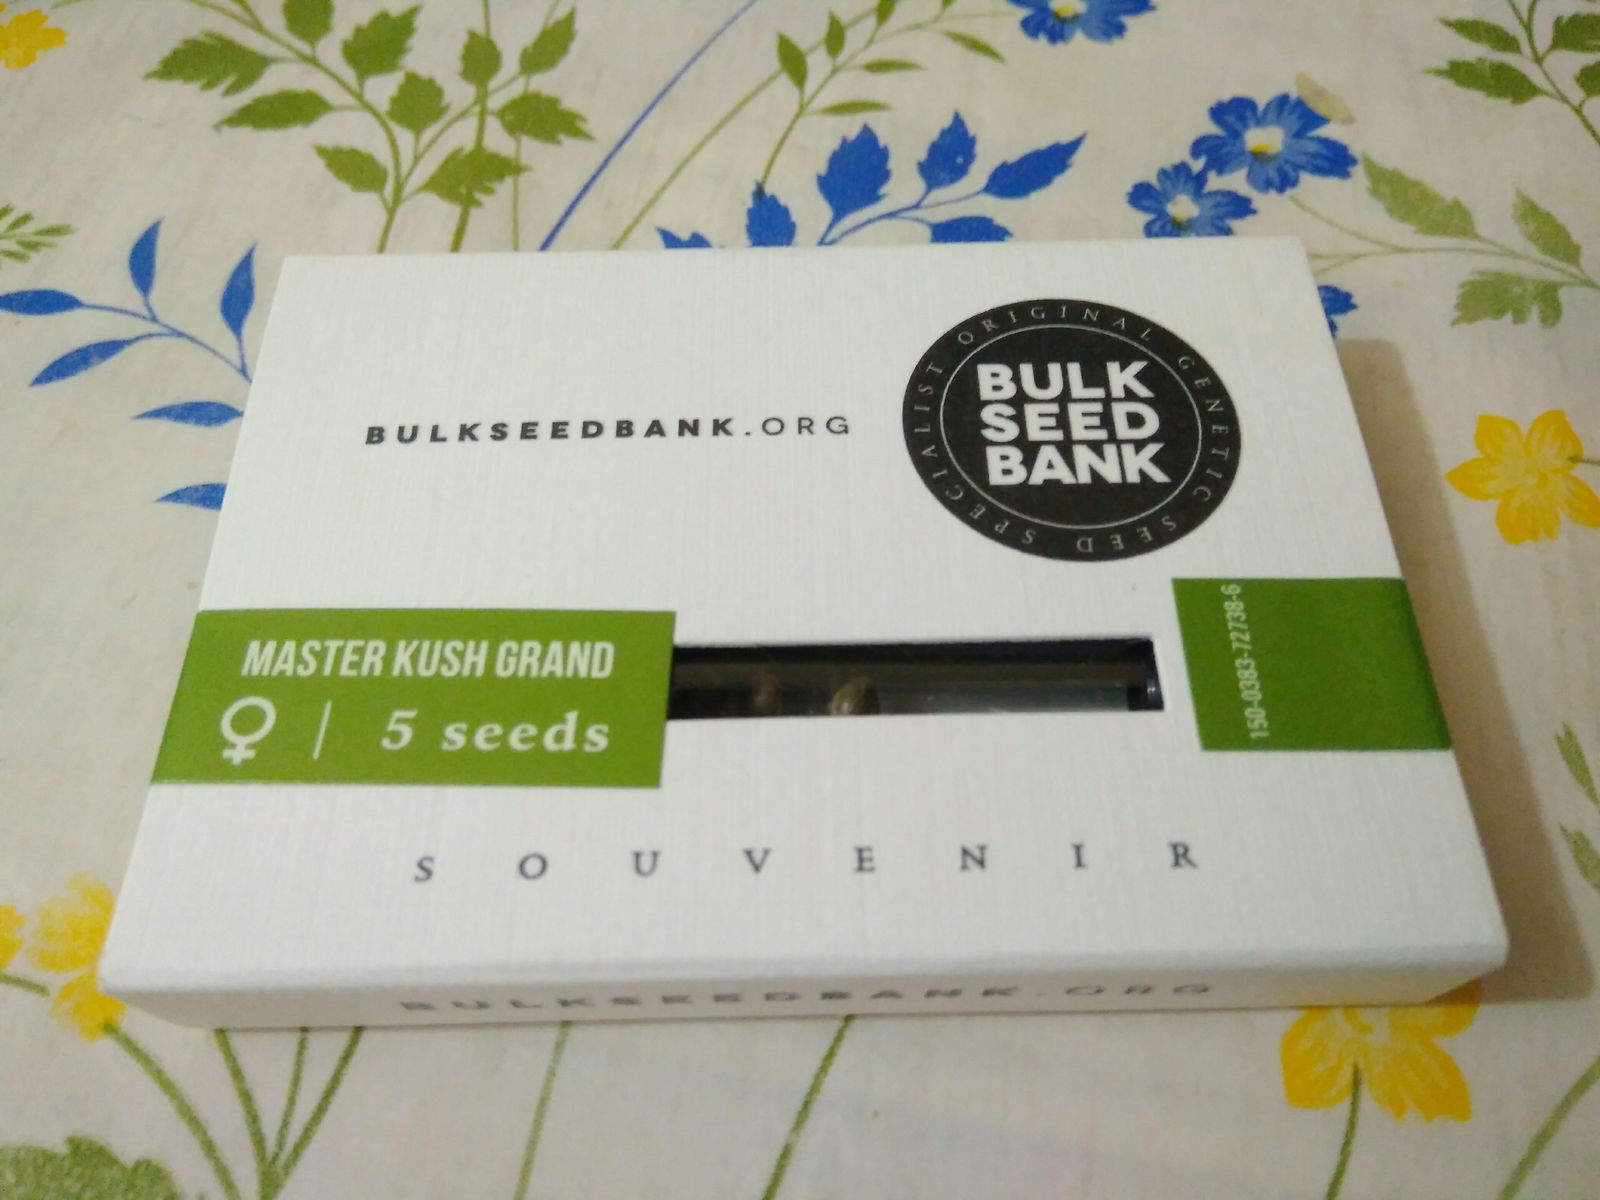 BULKSEEDBANK.ORG
ORIGINAL GENETIC SEED SPECIALIST
BULK
SEED
BANK
MASTER KUSH GRAND
♀ | 5 seeds
150-0383-72738-6
SOUVENIR
BULKSEEDBANK.ORG